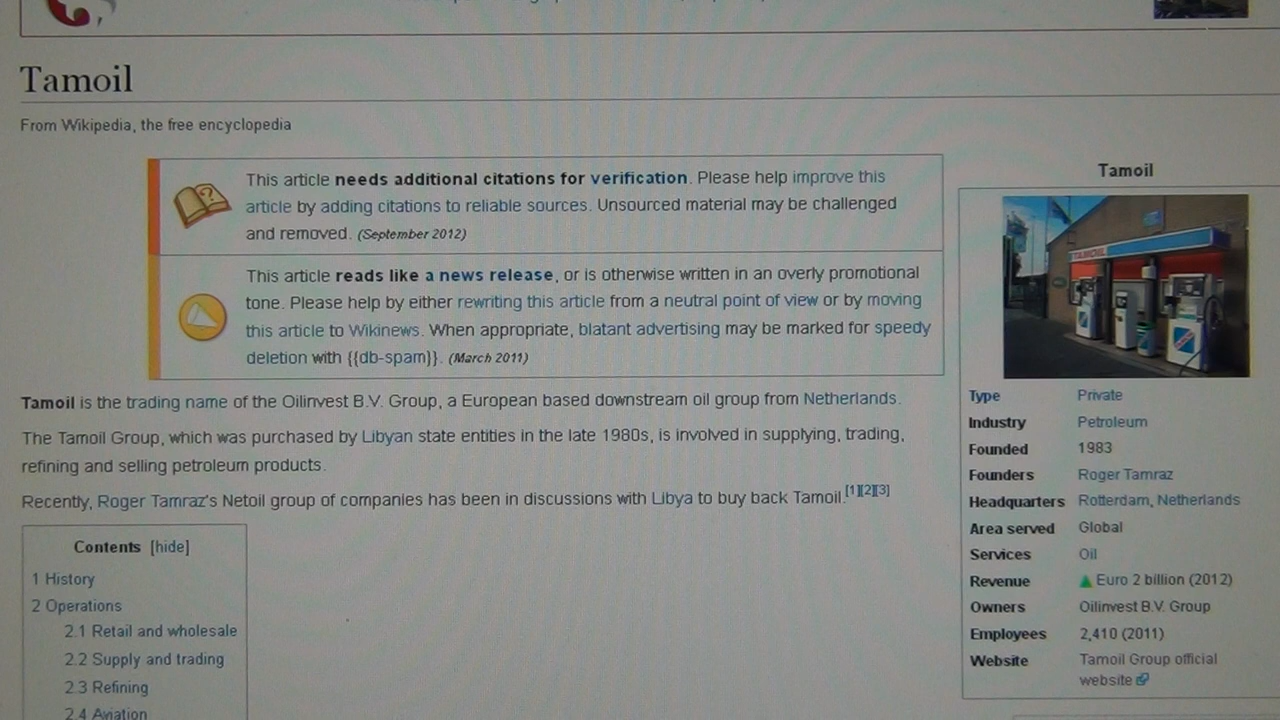 Tamoil
From Wikipedia, the free encyclopedia
This article needs additional citations for verification. Please help improve this
article by adding citations to reliable sources. Unsourced material may be challenged
and removed. (September 2012)
This article reads like a news release, or is otherwise written in an overly promotional
tone. Please help by either rewriting this article from a neutral point of view or by moving
this article to Wikinews. When appropriate, blatant advertising may be marked for speedy
deletion with {{db-spam}}. (March 2011)
Tamoil is the trading name of the Oilinvest B.V. Group, a European based downstream oil group from Netherlands.
The Tamoil Group, which was purchased by Libyan state entities in the late 1980s, is involved in supplying, trading,
refining and selling petroleum products.
Recently, Roger Tamraz's Netoil group of companies has been in discussions with Libya to buy back Tamoil.[1][2][3]
Contents [hide]
1 History
2 Operations
2.1 Retail and wholesale
2.2 Supply and trading
2.3 Refining
2.4 Aviation
Tamoil
TAMOIL
Type Private
Industry Petroleum
Founded 1983
Founders Roger Tamraz
Headquarters Rotterdam, Netherlands
Area served Global
Services Oil
Revenue ▲ Euro 2 billion (2012)
Owners Oilinvest B.V. Group
Employees 2,410 (2011)
Website Tamoil Group official
website